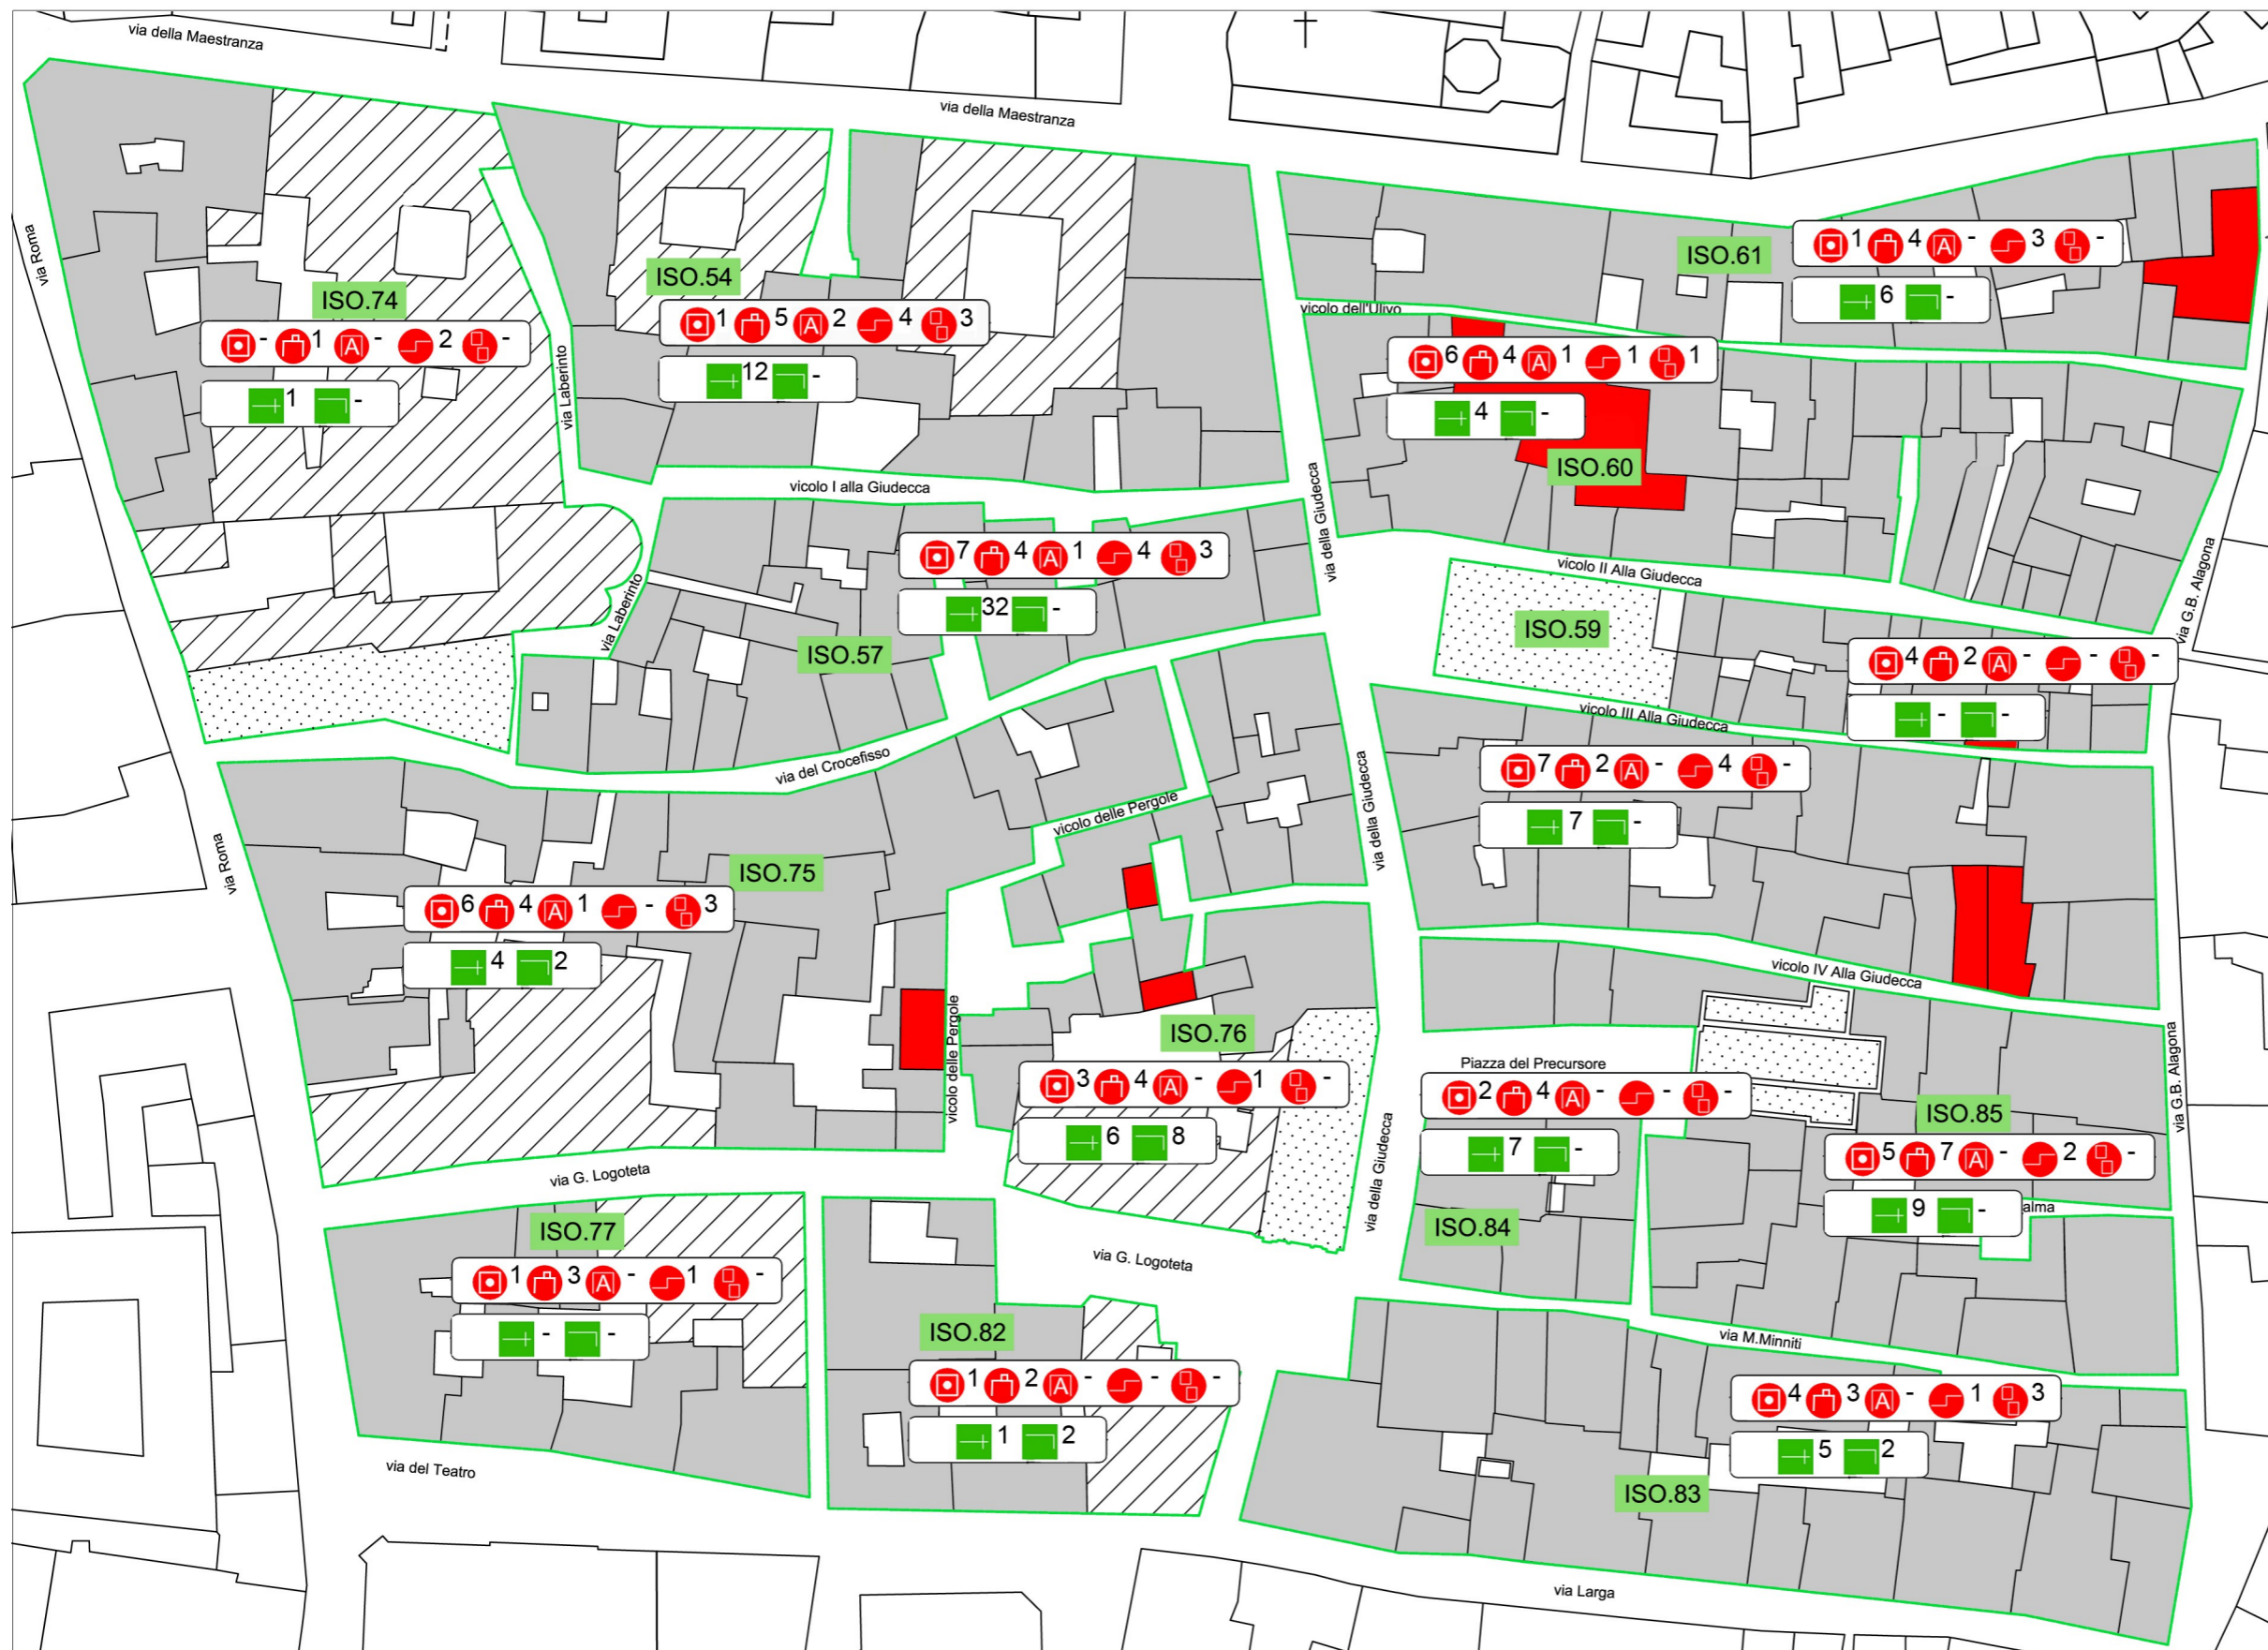 via della Maestranza
via della Maestranza
via Roma
ISO.74
- 1 A - 2 -
1 -
via Laberinto
ISO.54
1 5 A 2 4 3
12 -
ISO.61
1 4 A - 3 -
6 -
vicolo dell'Ulivo
6 4 A 1 1 1
4 -
ISO.60
vicolo I alla Giudecca
via della Giudecca
7 4 A 1 4 3
32 -
ISO.57
via Laberinto
vicolo II Alla Giudecca
via G.B. Alagona
ISO.59
4 2 A - - -
- -
vicolo III Alla Giudecca
7 2 A - 4 -
7 -
via del Crocefisso
vicolo delle Pergole
via della Giudecca
via Roma
ISO.75
6 4 A 1 - 3
4 2
vicolo IV Alla Giudecca
vicolo delle Pergole
ISO.76
3 4 A - 1 -
6 8
Piazza del Precursore
2 4 A - - -
7 -
via G.B. Alagona
ISO.85
5 7 A - 2 -
9 -
alma
via della Giudecca
ISO.84
via G. Logoteta
via G. Logoteta
ISO.77
1 3 A - 1 -
- -
ISO.82
1 2 A - - -
1 2
via M.Minniti
4 3 A - 1 3
5 2
ISO.83
via del Teatro
via Larga